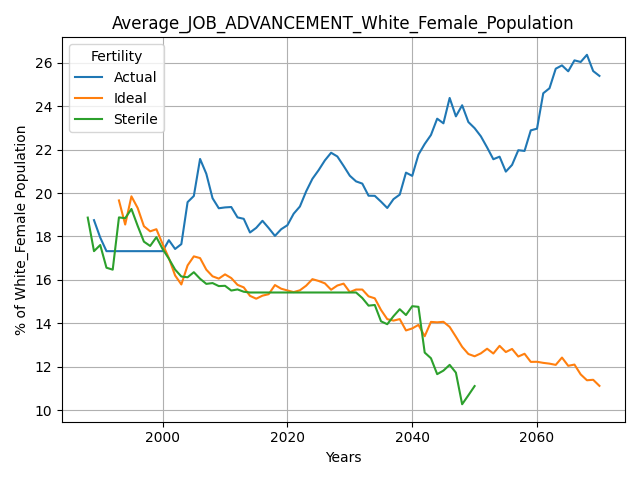 Average_JOB_ADVANCEMENT_White_Female_Population
Fertility
Actual
Ideal
Sterile
% of White_Female Population
26
24
22
20
18
16
14
12
10
2000 2020 2040 2060
Years